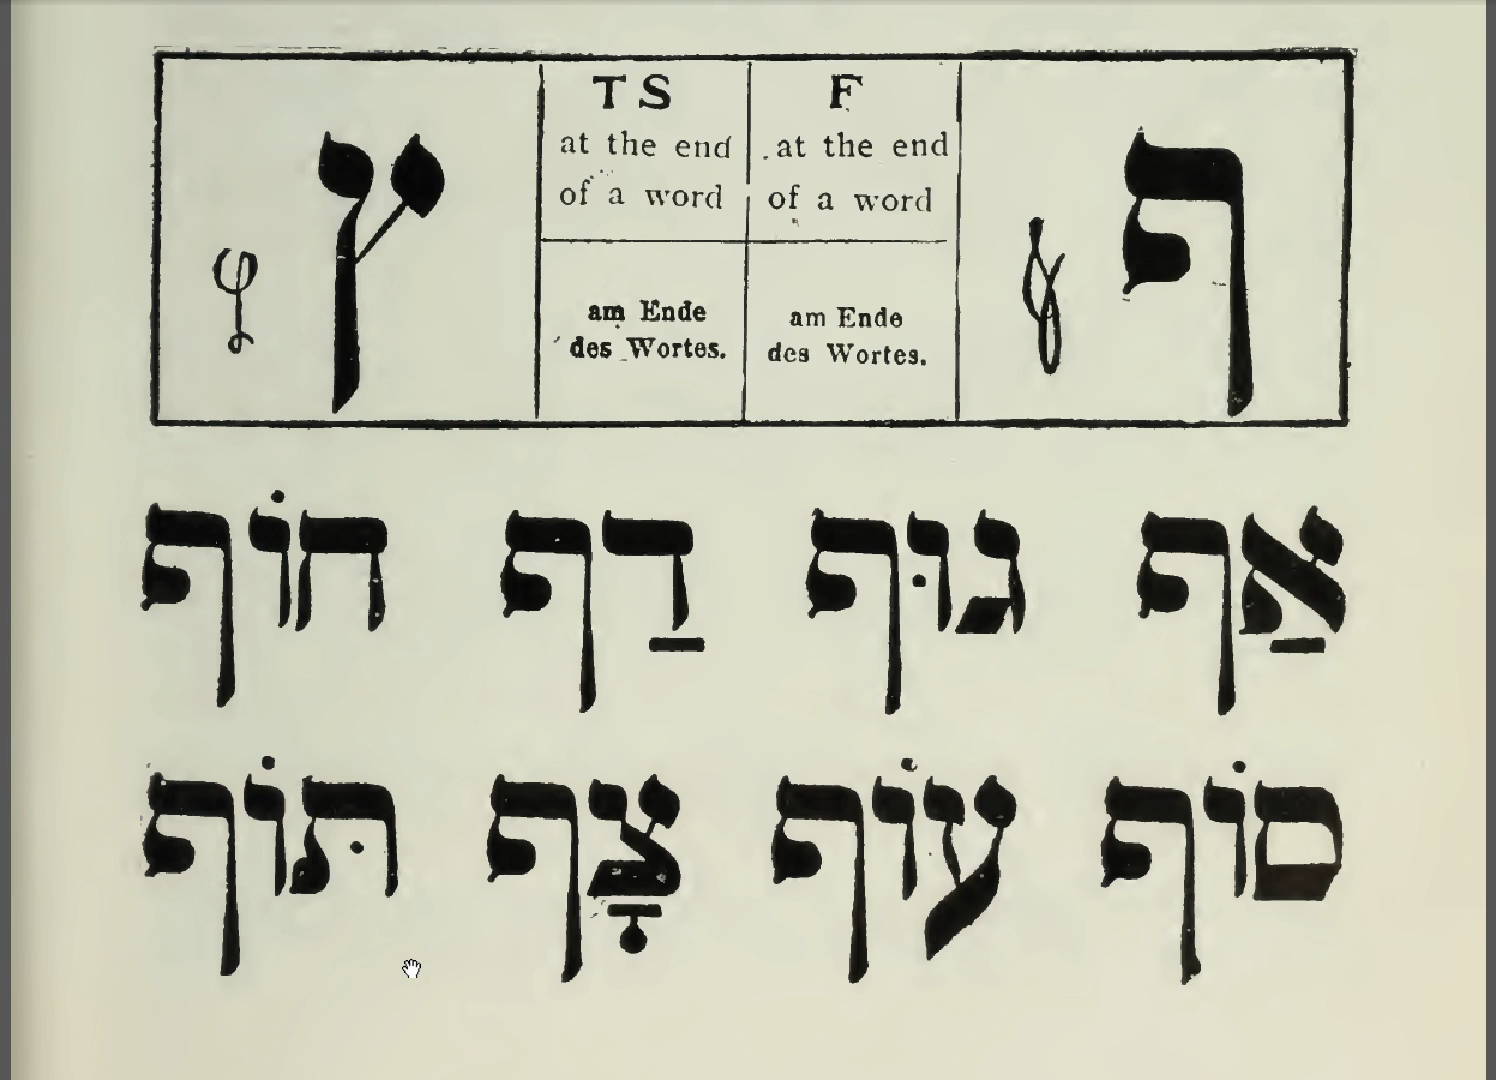 ץ TS F ף
at the end at the end
of a word of a word
am Ende am Ende
des Wortes. des Wortes.
אַף גוּף דַף חוֹף
סוֹף עוֹף צָף תּוֹף